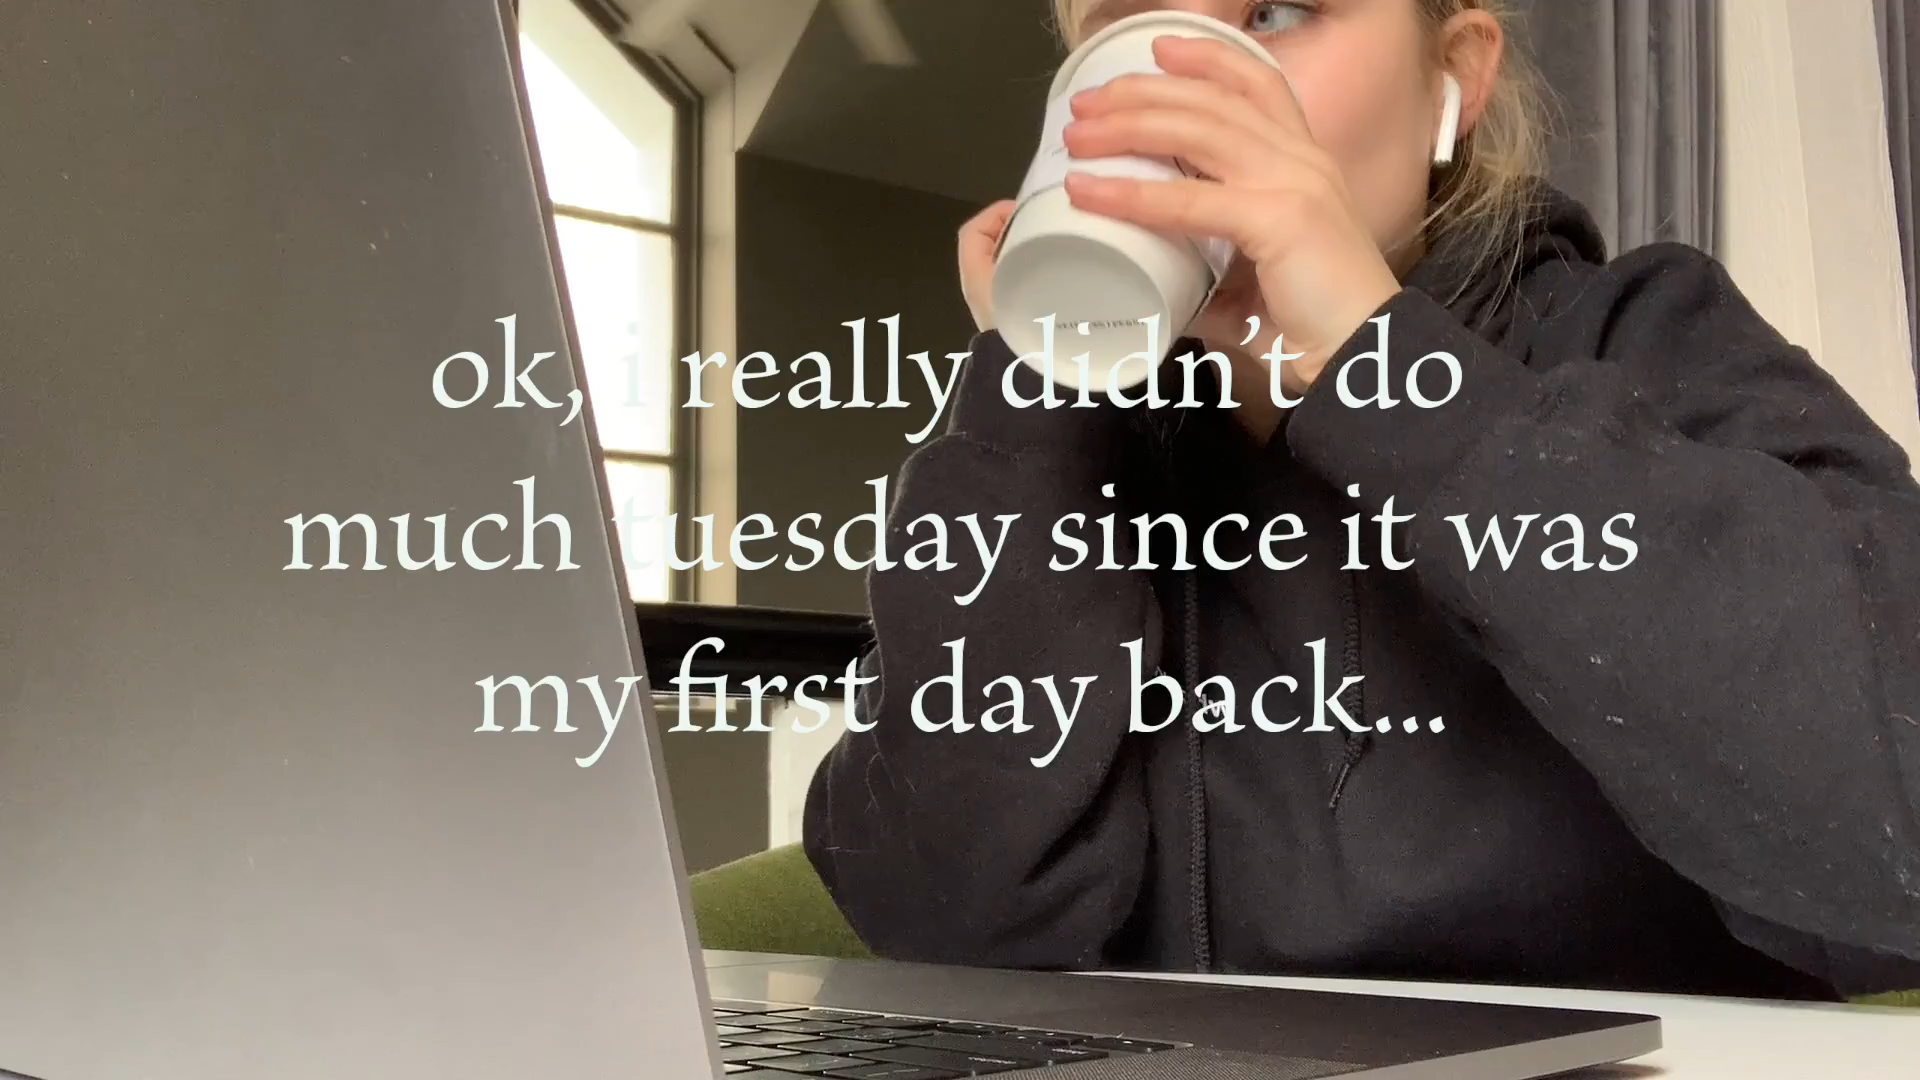 ok, i really didn't do
much tuesday since it was
my first day back...